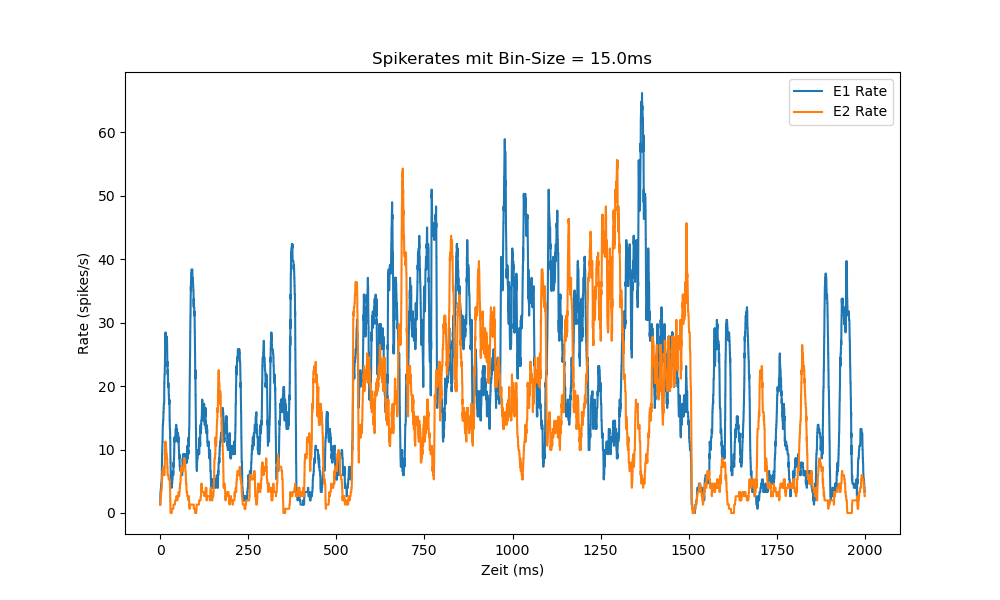 Spikerates mit Bin-Size = 15.0ms
E1 Rate
E2 Rate
60
50
40
30
20
10
0
Rate (spikes/s)
0 250 500 750 1000 1250 1500 1750 2000
Zeit (ms)